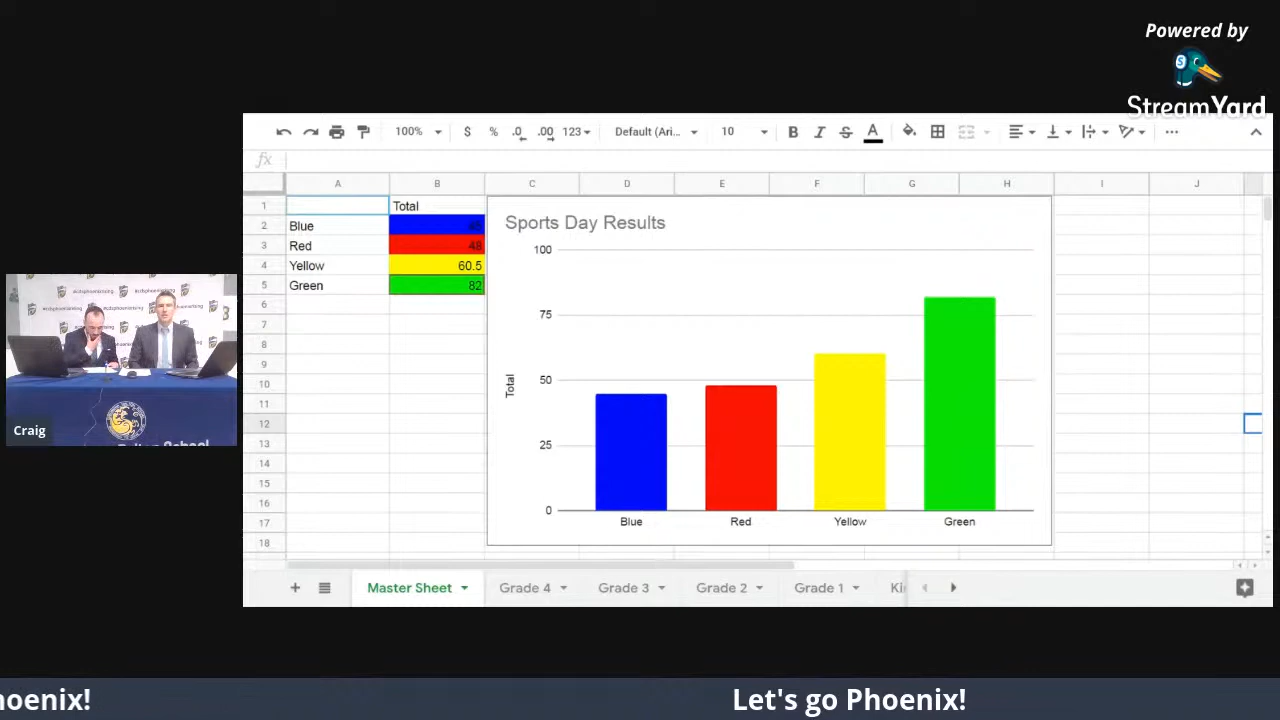 Powered by
StreamYard
100%
$
%
.0
.00
123
Default (Ari...
10
B
I
S
A
fx
A
B
C
D
E
F
G
H
I
J
1
Total
2
Blue
3
Red
48
4
Yellow
60.5
5
Green
82
6
7
8
9
10
11
12
13
14
15
16
17
18
Sports Day Results
100
75
50
25
0
Total
Blue
Red
Yellow
Green
Craig
Master Sheet
Grade 4
Grade 3
Grade 2
Grade 1
Ki
hoenix!
Let's go Phoenix!